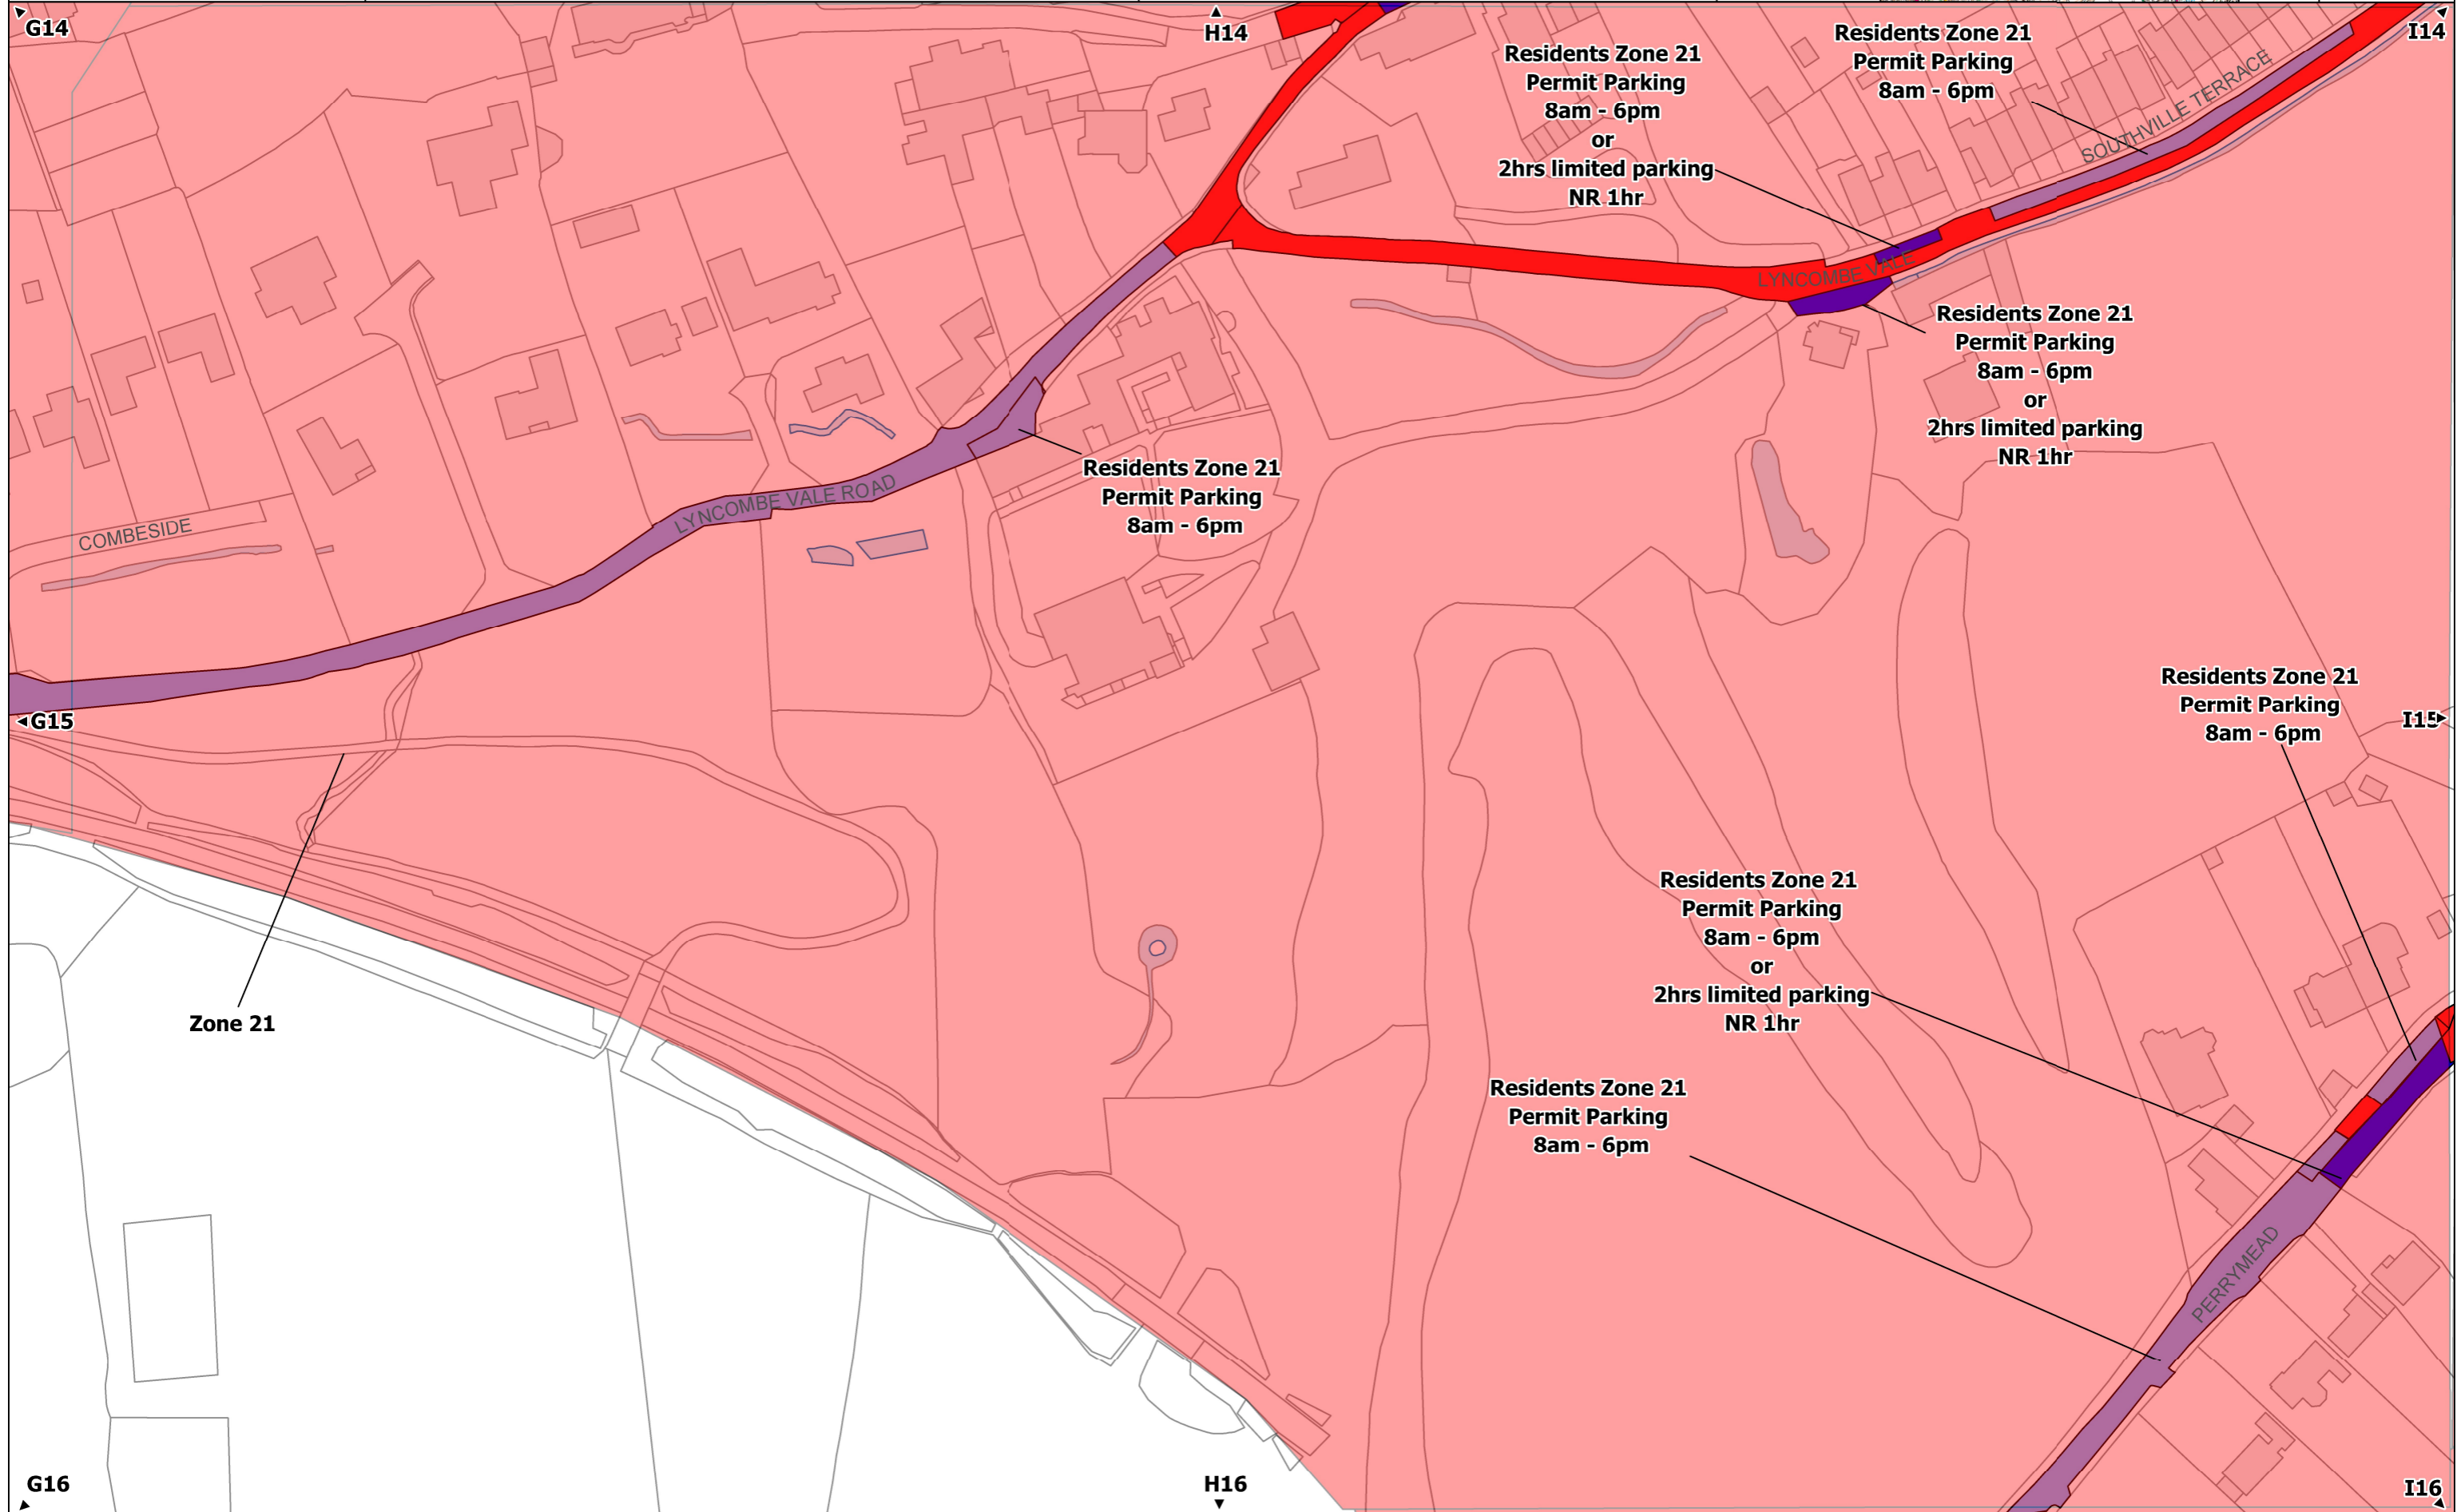 G14
H14
I14
Residents Zone 21
Permit Parking
8am - 6pm
or
2hrs limited parking
NR 1hr
Residents Zone 21
Permit Parking
8am - 6pm
SOUTHVILLE TERRACE
LYNCOMBE VALE
Residents Zone 21
Permit Parking
8am - 6pm
or
2hrs limited parking
NR 1hr
Residents Zone 21
Permit Parking
8am - 6pm
LYNCOMBE VALE ROAD
COMBESIDE
G15
I15
Residents Zone 21
Permit Parking
8am - 6pm
Residents Zone 21
Permit Parking
8am - 6pm
or
2hrs limited parking
NR 1hr
Zone 21
Residents Zone 21
Permit Parking
8am - 6pm
PERRYMEAD
G16
H16
I16